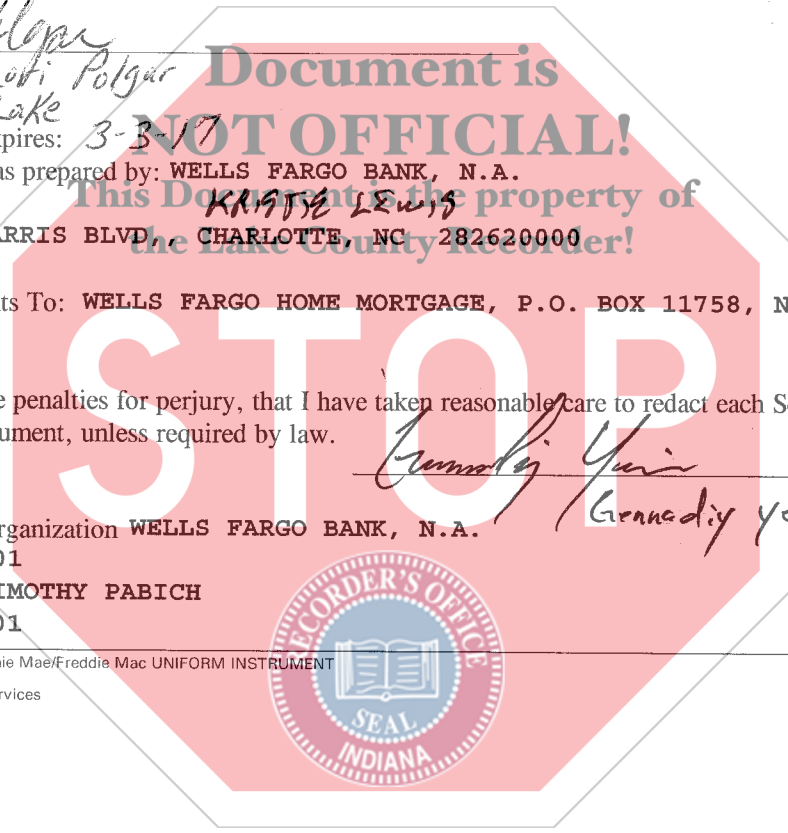 Polgar
Lake
Document is
xpires: 3-3-17
NOT OFFICIAL!
as prepared by: WELLS FARGO BANK, N.A.
This Document is the property of
KRISTIE LEWIS
ARRIS BLVD,, CHARLOTTE, NC 282620000
the Lake County Recorder!
ts To: WELLS FARGO HOME MORTGAGE, P.O. BOX 11758, N
STOP
e penalties for perjury, that I have taken reasonable care to redact each S
ument, unless required by law.
Gennadiy
rganization WELLS FARGO BANK, N.A.
01
IMOTHY PABICH
01
ie Mae/Freddie Mac UNIFORM INSTRUMENT
rvices
RECORDER'S OFFICE
SEAL
INDIANA